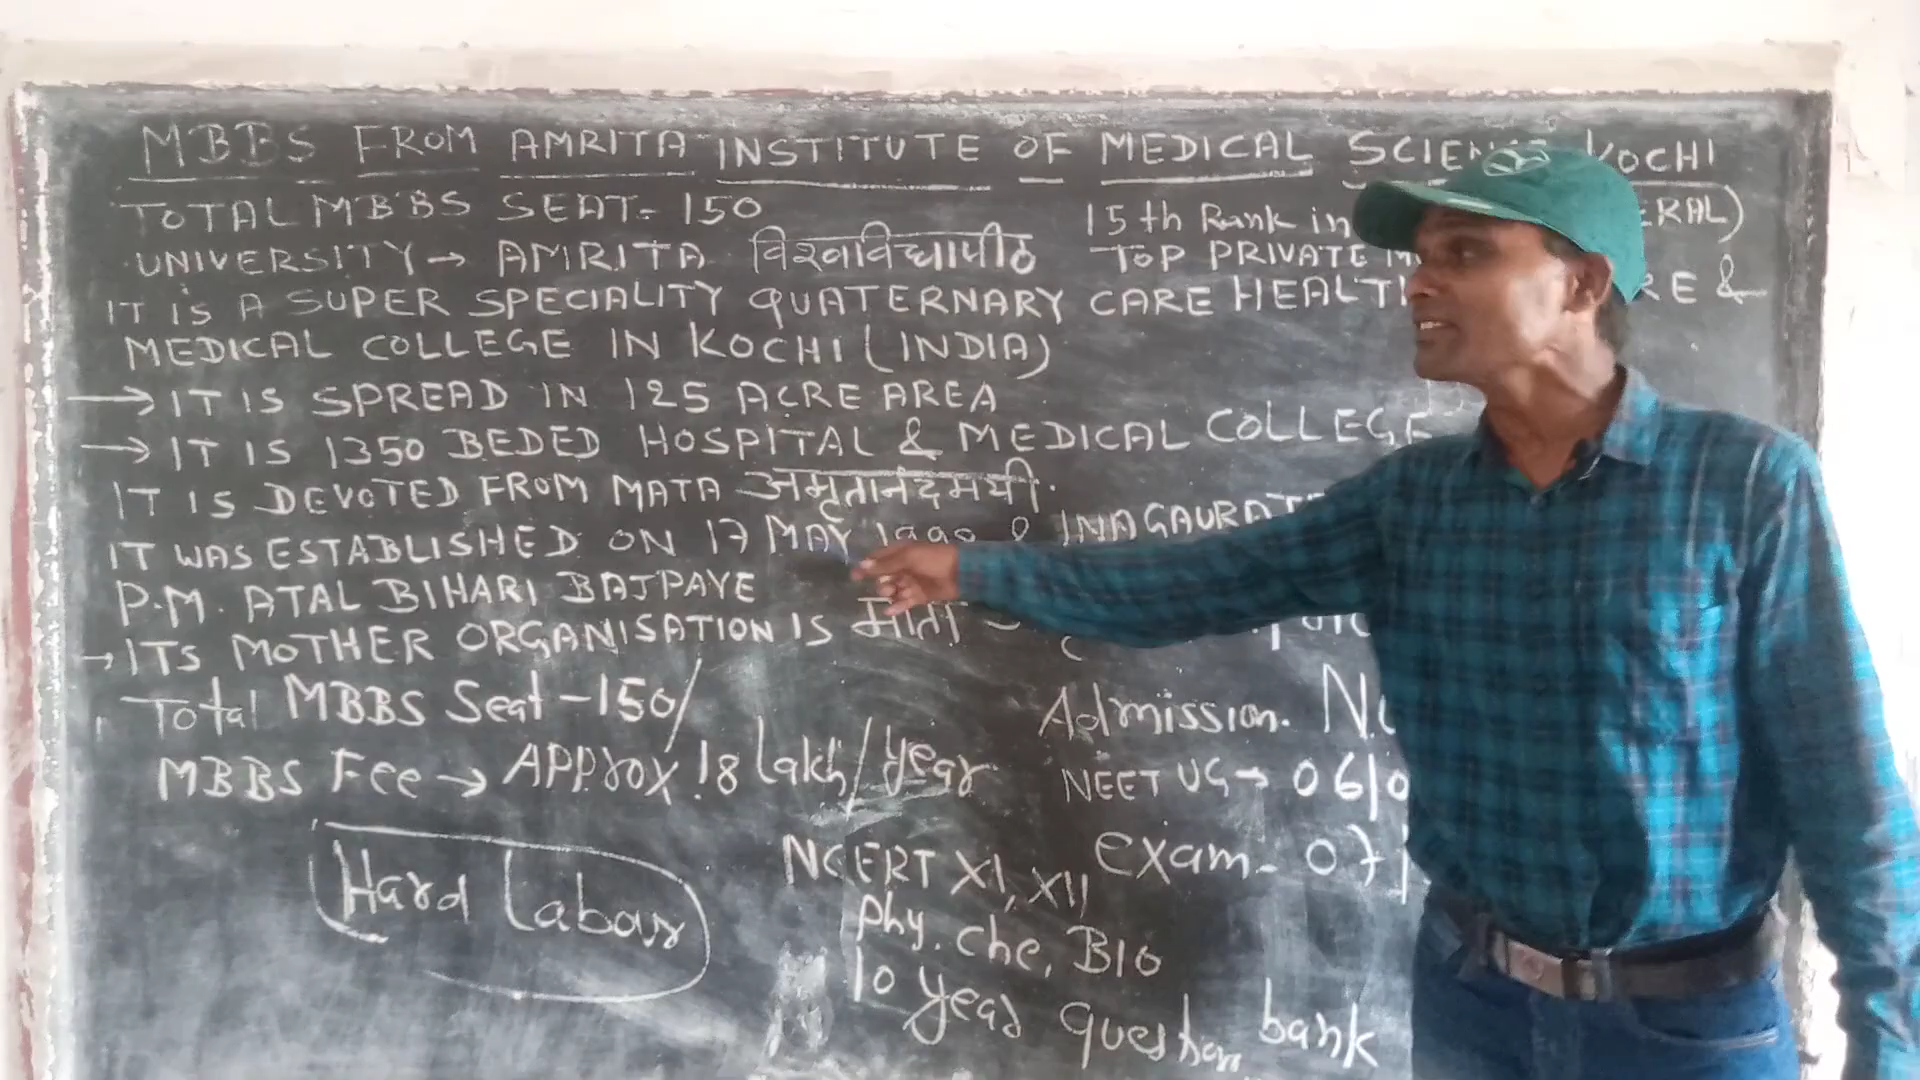 MBBS FROM AMRITA INSTITUTE OF MEDICAL KOCHI
TOTAL MBBS SEAT- 150
15th Rank in
UNIVERSITY → AMRITA विश्वविद्यापीठ
TOP PRIVATE
IT IS A SUPER SPECIALITY QUATERNARY CARE &
MEDICAL COLLEGE IN KOCHI (INDIA)
→ IT IS SPREAD IN 125 ACRE AREA
→ IT IS 1350 BEDED HOSPITAL & MEDICAL COLLEGE
IT IS DEVOTED FROM MATA अमृतानंदमयी.
IT WAS ESTABLISHED ON 17 MAY 1998 &
P.M. ATAL BIHARI BAJPAYE
→ ITS MOTHER ORGANISATION IS माता
Total MBBS Seat - 150/
MBBS Fee → APProx 18 lakh/year
Admission.
NEET UG →
exam -
Hard Labour
NCERT XI, XII
Phy. che, BIO
10 year question bank